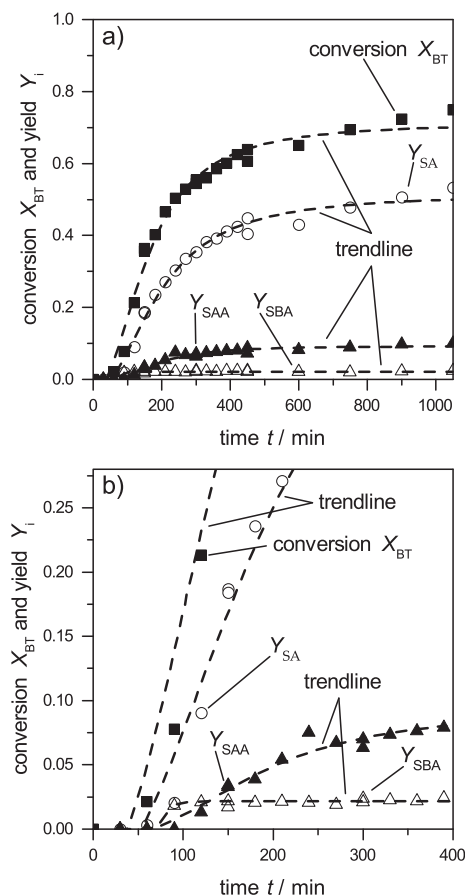 a)
conversion X_BT
Y_SA
trendline
Y_SAA
Y_SBA
conversion X_BT and yield Y_i
1.0
0.8
0.6
0.4
0.2
0.0
0 200 400 600 800 1000
time t / min
b)
trendline
conversion X_BT
Y_SA
trendline
Y_SAA
Y_SBA
conversion X_BT and yield Y_i
0.25
0.20
0.15
0.10
0.05
0.00
0 100 200 300 400
time t / min